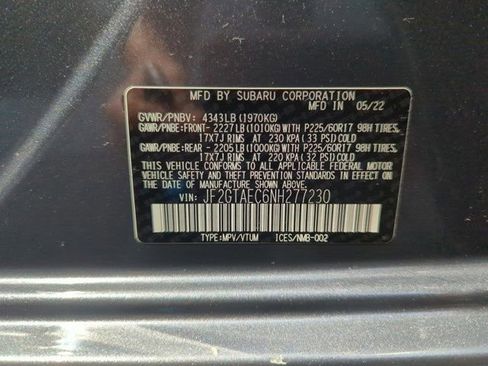 MFD BY SUBARU CORPORATION
IN 05/22
GVWR/PNBV: 4343LB(1970KG)
GAWR/PNBE:FRONT- 2227LB(1010KG)WITH P225/60R17 98H TIRES,
17X7J RIMS AT 230 KPA(33 PSI)COLD
GAWR/PNBE:REAR - 2205LB(1000KG)WITH P225/60R17 98H TIRES,
17X7J RIMS AT 220 KPA(32 PSI)COLD
THIS VEHICLE CONFORMS TO ALL APPLICABLE FEDERAL MOTOR
VEHICLE SAFETY, BUMPER, AND THEFT PREVENTION STANDARDS
IN EFFECT ON THE DATE OF MANUFACTURE SHOWN ABOVE.
VIN: JF2GTAEC6NH277230
TYPE:MPV/VTUM ICES/NMB-002